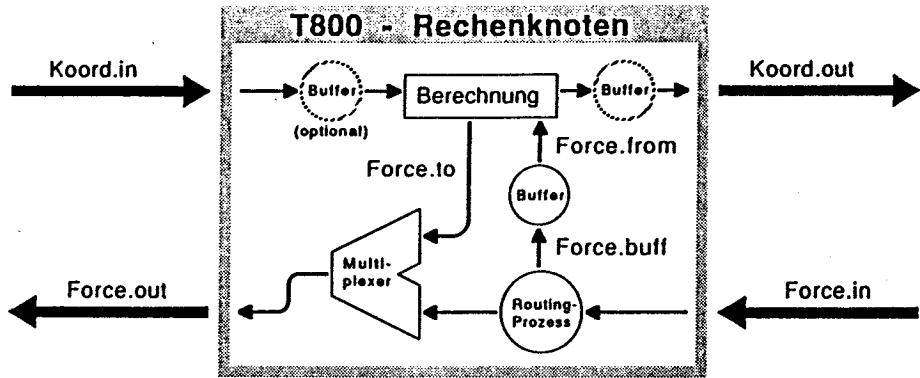 T800 - Rechenknoten
Koord.in
Buffer
(optional)
Berechnung
Buffer
Koord.out
Force.to
Force.from
Buffer
Force.buff
Multi-
plexer
Routing-
Prozess
Force.out
Force.in